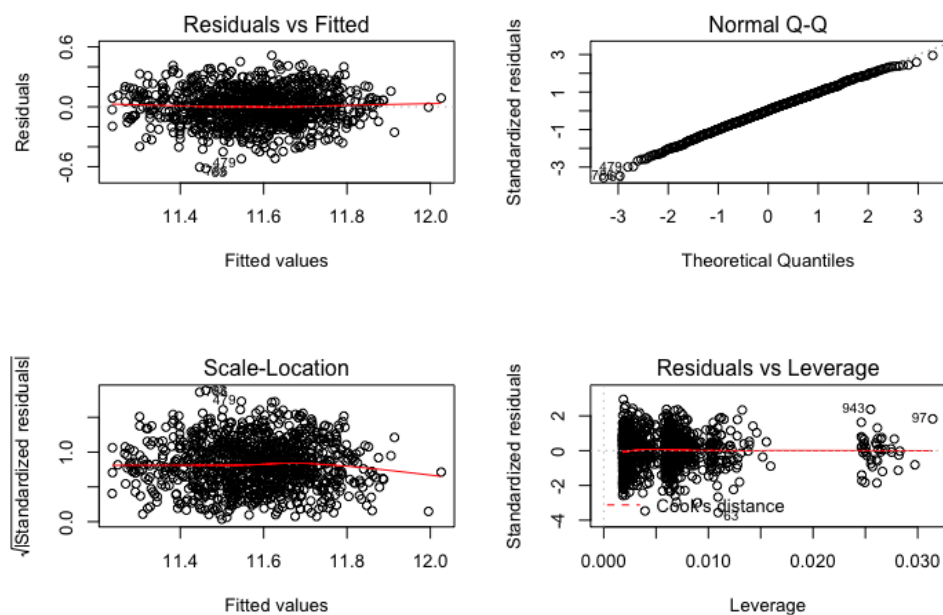 Residuals vs Fitted
Residuals
0.6
0.0
-0.6
479
11.4 11.6 11.8 12.0
Fitted values
Normal Q-Q
Standardized residuals
3
1
-1
-3
479
-3 -2 -1 0 1 2 3
Theoretical Quantiles
Scale-Location
√|Standardized residuals|
1.0
0.0
479
11.4 11.6 11.8 12.0
Fitted values
Residuals vs Leverage
Standardized residuals
2
0
-2
-4
943
97
63
Cook's distance
0.000 0.010 0.020 0.030
Leverage